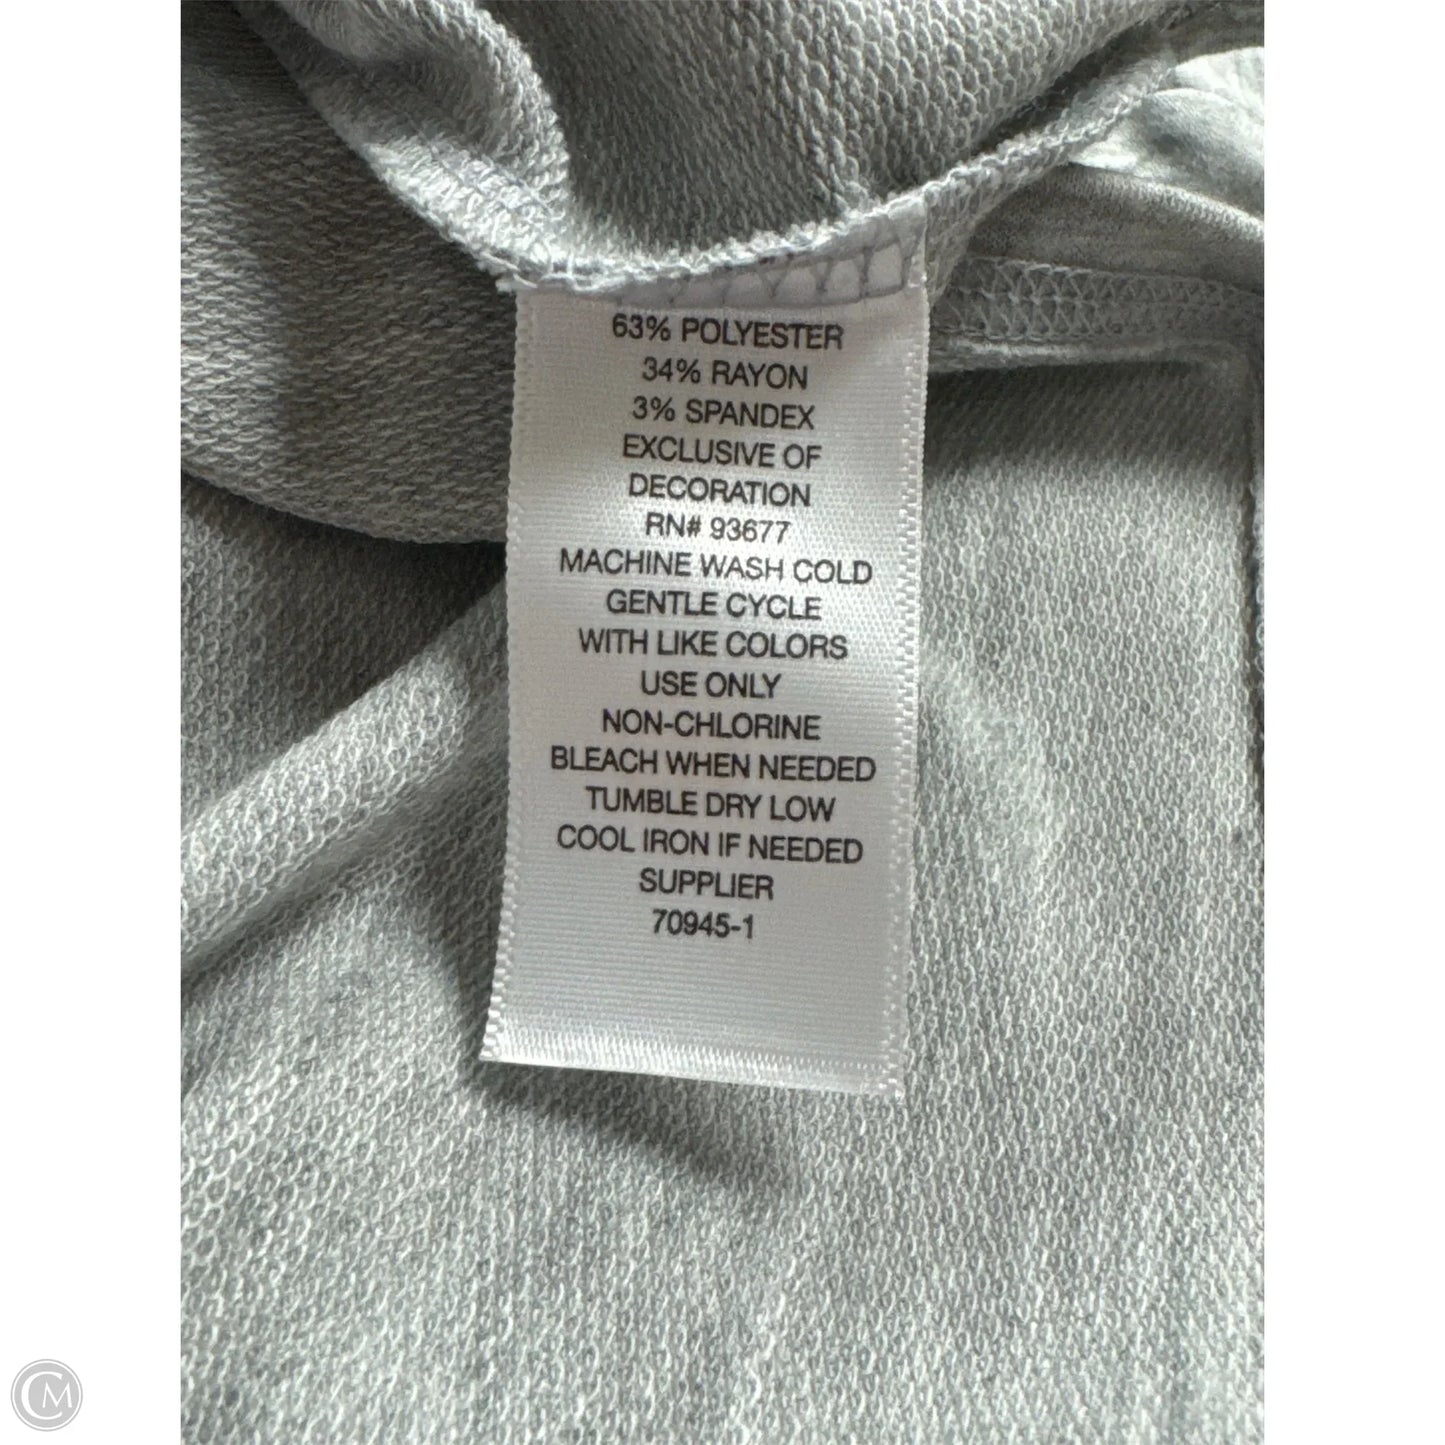 63% POLYESTER
34% RAYON
3% SPANDEX
EXCLUSIVE OF
DECORATION
RN# 93677
MACHINE WASH COLD
GENTLE CYCLE
WITH LIKE COLORS
USE ONLY
NON-CHLORINE
BLEACH WHEN NEEDED
TUMBLE DRY LOW
COOL IRON IF NEEDED
SUPPLIER
70945-1
CM